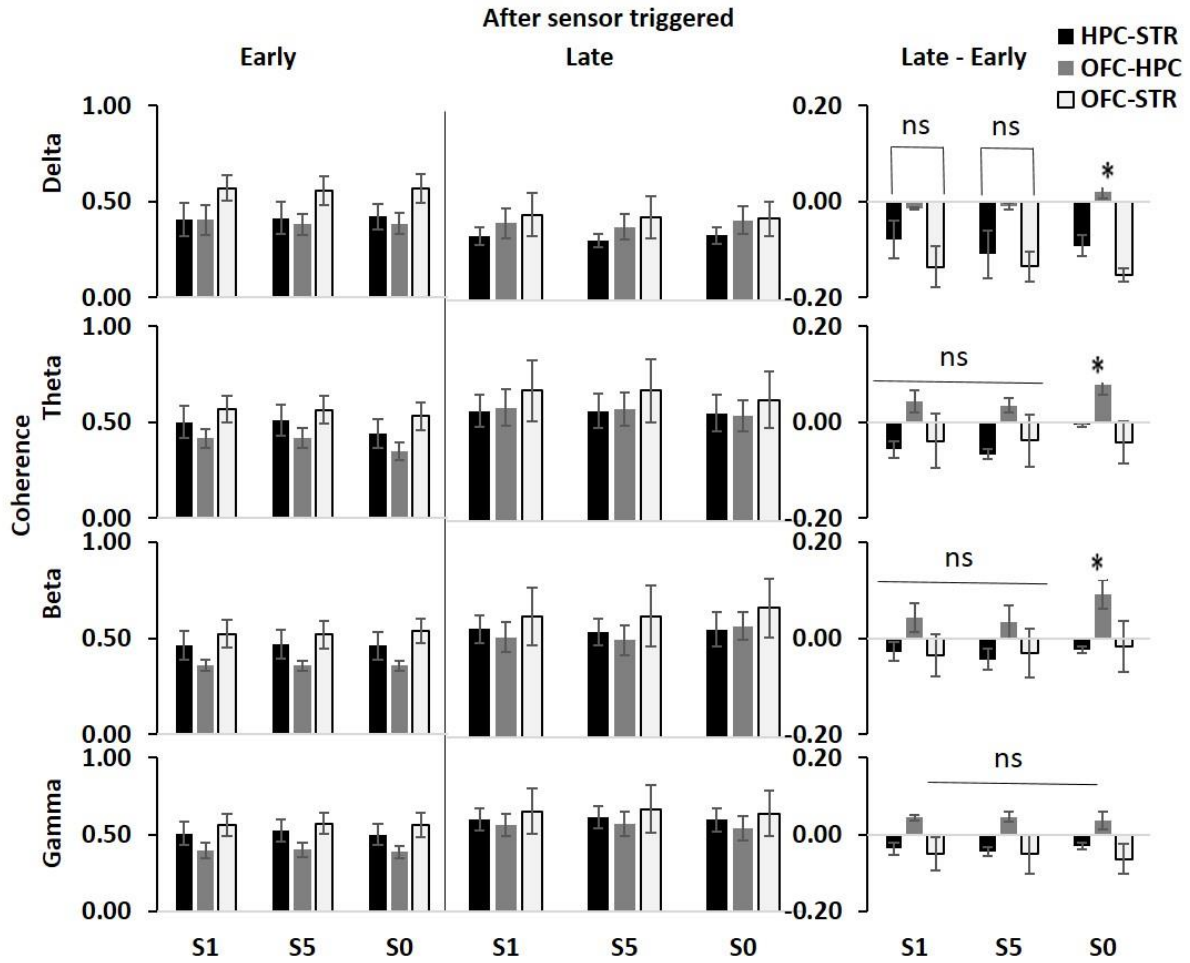 After sensor triggered
Early
Late
Late - Early
HPC-STR
OFC-HPC
OFC-STR
Coherence
Delta
1.00
0.50
0.00
0.20
0.00
-0.20
ns
ns
*
Theta
1.00
0.50
0.00
0.20
0.00
-0.20
ns
*
Beta
1.00
0.50
0.00
0.20
0.00
-0.20
ns
*
Gamma
1.00
0.50
0.00
0.20
0.00
-0.20
ns
S1 S5 S0 S1 S5 S0 S1 S5 S0